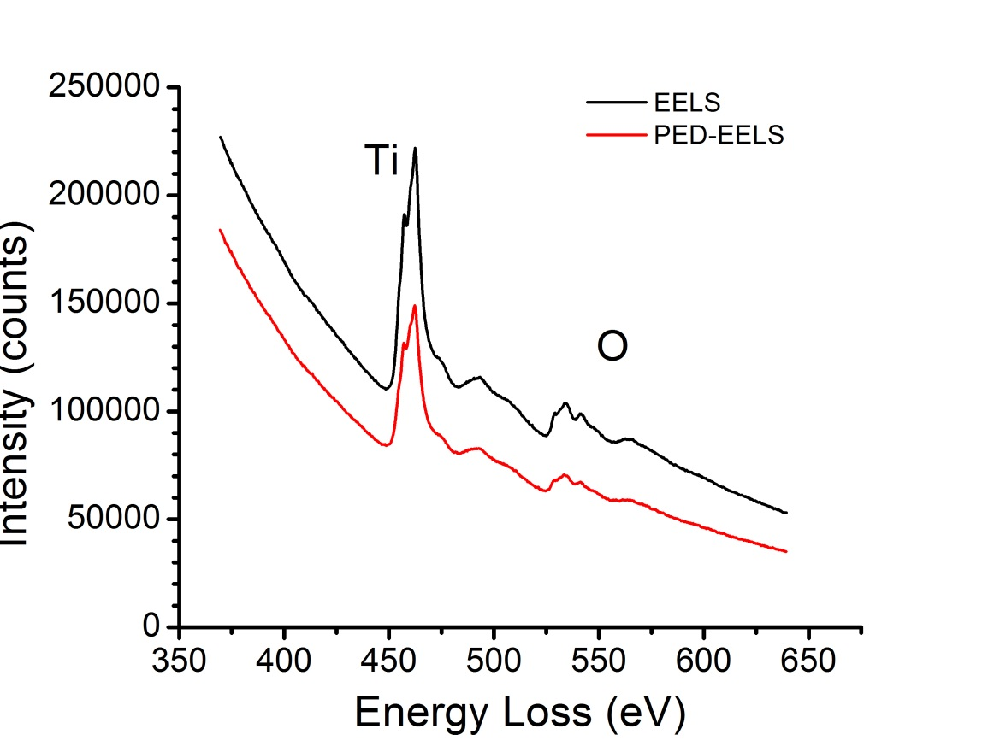 250000
200000
150000
100000
50000
0
350 400 450 500 550 600 650
Energy Loss (eV)
Intensity (counts)
EELS
PED-EELS
Ti
O